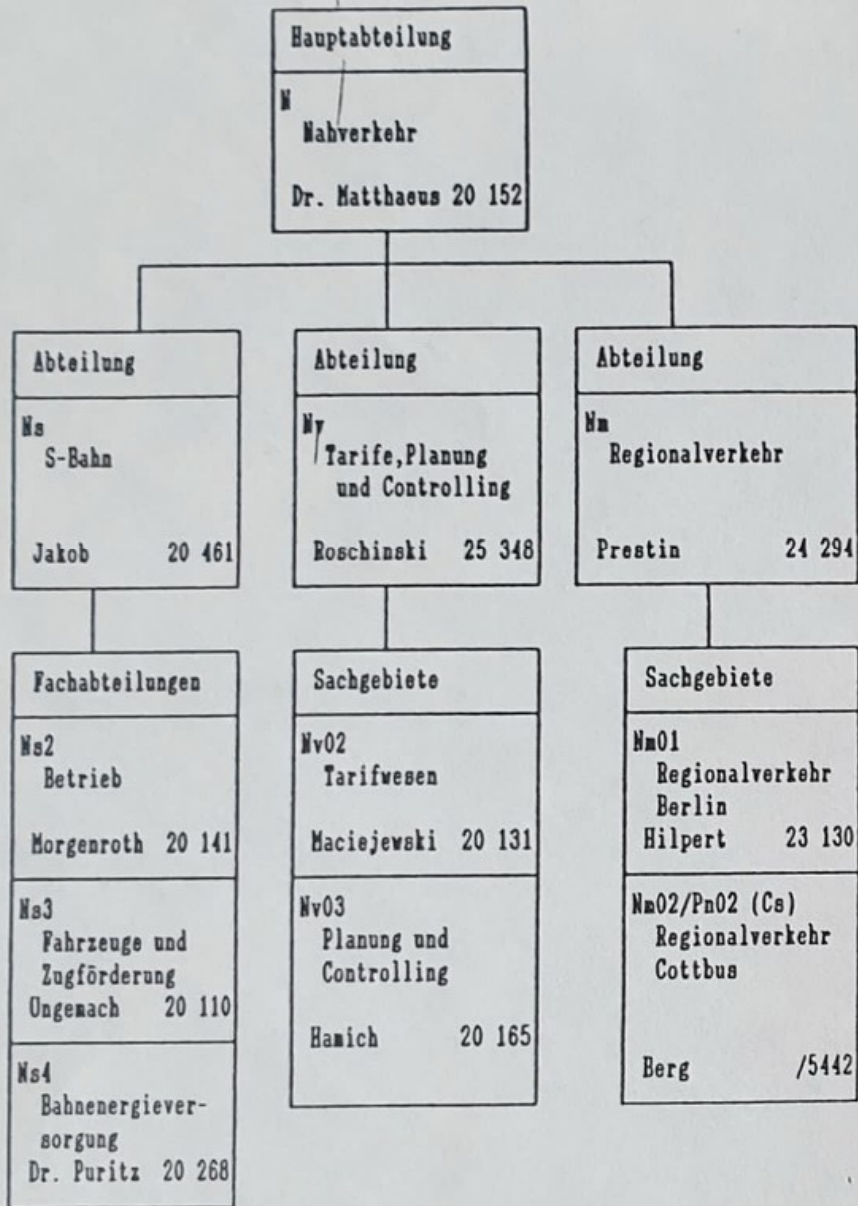 Hauptabteilung
N
Nahverkehr
Dr. Matthaeus 20 152
Abteilung
Ns
S-Bahn
Jakob 20 461
Abteilung
Nv
Tarife,Planung
und Controlling
Roschinski 25 348
Abteilung
Nm
Regionalverkehr
Prestin 24 294
Fachabteilungen
Ns2
Betrieb
Morgenroth 20 141
Ns3
Fahrzeuge und
Zugförderung
Ungemach 20 110
Ns4
Bahnenergiever-
sorgung
Dr. Puritz 20 268
Sachgebiete
Nv02
Tarifwesen
Maciejewski 20 131
Nv03
Planung und
Controlling
Hamich 20 165
Sachgebiete
Nm01
Regionalverkehr
Berlin
Hilpert 23 130
Nm02/Pn02 (Cs)
Regionalverkehr
Cottbus
Berg /5442